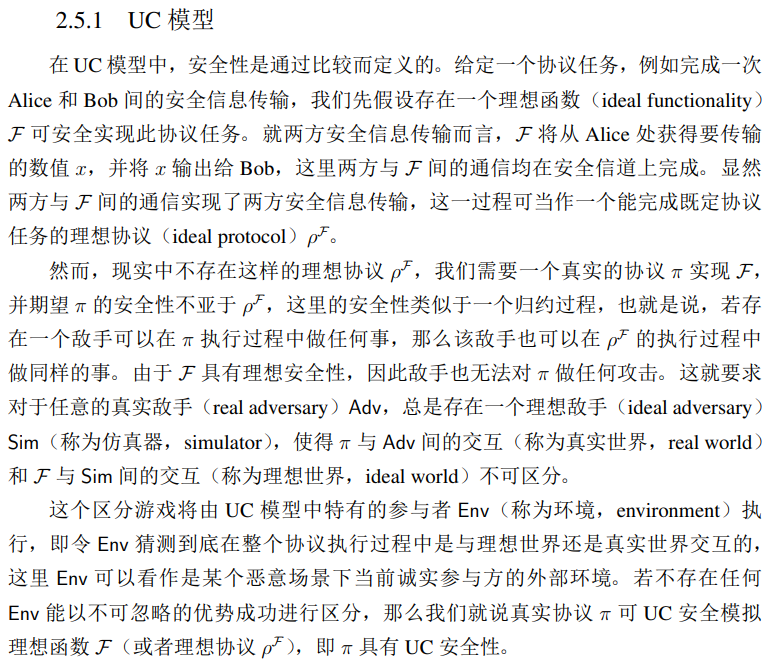 2.5.1 UC 模型
在 UC 模型中，安全性是通过比较而定义的。给定一个协议任务，例如完成一次
Alice 和 Bob 间的安全信息传输，我们先假设存在一个理想函数（ideal functionality）
𝓕 可安全实现此协议任务。就两方安全信息传输而言，𝓕 将从 Alice 处获得要传输
的数值 x，并将 x 输出给 Bob，这里两方与 𝓕 间的通信均在安全信道上完成。显然
两方与 𝓕 间的通信实现了两方安全信息传输，这一过程可当作一个能完成既定协议
任务的理想协议（ideal protocol）ρ^𝓕。
然而，现实中不存在这样的理想协议 ρ^𝓕，我们需要一个真实的协议 π 实现 𝓕，
并期望 π 的安全性不亚于 ρ^𝓕，这里的安全性类似于一个归约过程，也就是说，若存
在一个敌手可以在 π 执行过程中做任何事，那么该敌手也可以在 ρ^𝓕 的执行过程中
做同样的事。由于 𝓕 具有理想安全性，因此敌手也无法对 π 做任何攻击。这就要求
对于任意的真实敌手（real adversary）Adv，总是存在一个理想敌手（ideal adversary）
Sim（称为仿真器，simulator），使得 π 与 Adv 间的交互（称为真实世界，real world）
和 𝓕 与 Sim 间的交互（称为理想世界，ideal world）不可区分。
这个区分游戏将由 UC 模型中特有的参与者 Env（称为环境，environment）执
行，即令 Env 猜测到底在整个协议执行过程中是与理想世界还是真实世界交互的，
这里 Env 可以看作是某个恶意场景下当前诚实参与方的外部环境。若不存在任何
Env 能以不可忽略的优势成功进行区分，那么我们就说真实协议 π 可 UC 安全模拟
理想函数 𝓕（或者理想协议 ρ^𝓕），即 π 具有 UC 安全性。